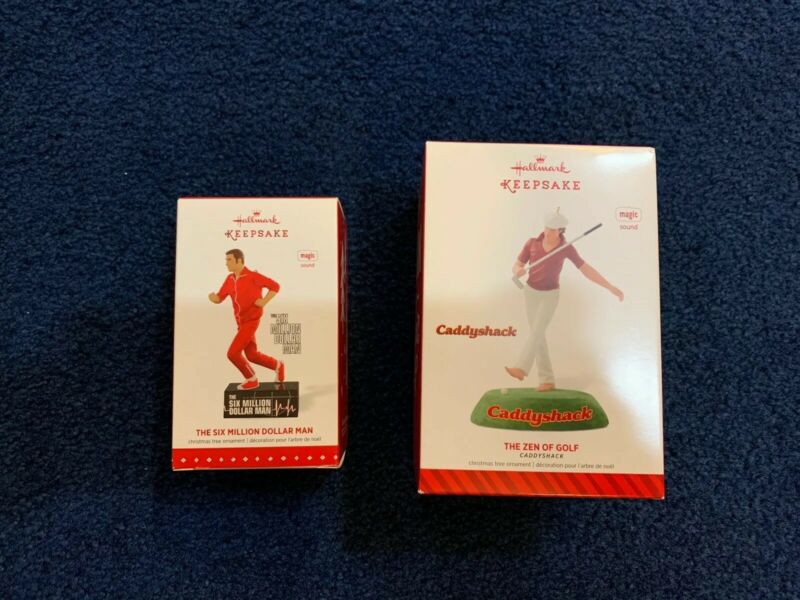 Hallmark
KEEPSAKE
magic
sound
THE SIX
MILLION
DOLLAR
MAN
THE
SIX MILLION
DOLLAR MAN
THE SIX MILLION DOLLAR MAN
christmas tree ornament | décoration pour l'arbre de noël
Hallmark
KEEPSAKE
magic
sound
Caddyshack
Caddyshack
THE ZEN OF GOLF
CADDYSHACK
christmas tree ornament | décoration pour l'arbre de noël